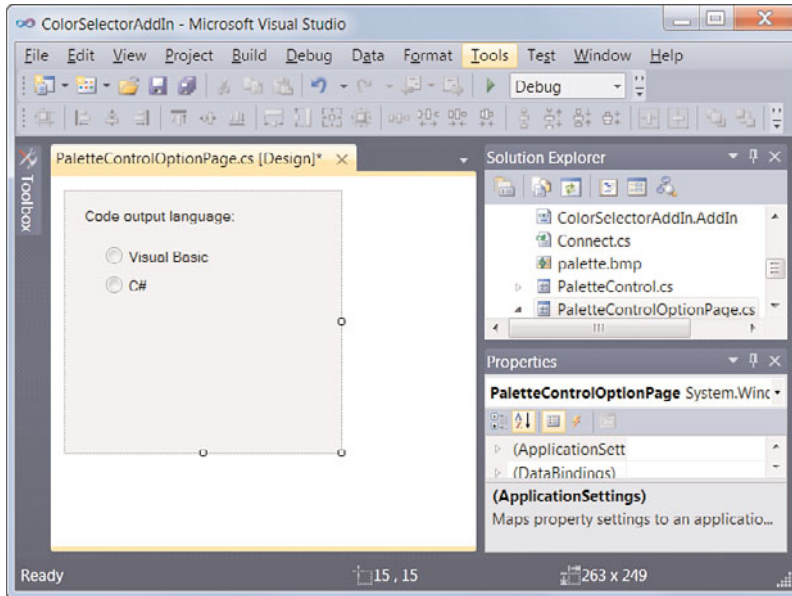 ColorSelectorAddIn - Microsoft Visual Studio
File Edit View Project Build Debug Data Format Tools Test Window Help
Debug
Toolbox
PaletteControlOptionPage.cs [Design]*
Code output language:
Visual Basic
C#
Solution Explorer
ColorSelectorAddIn.AddIn
Connect.cs
palette.bmp
PaletteControl.cs
PaletteControlOptionPage.cs
Properties
PaletteControlOptionPage System.Winc
(ApplicationSett
(DataBindings)
(ApplicationSettings)
Maps property settings to an applicatio...
Ready
15 , 15
263 x 249